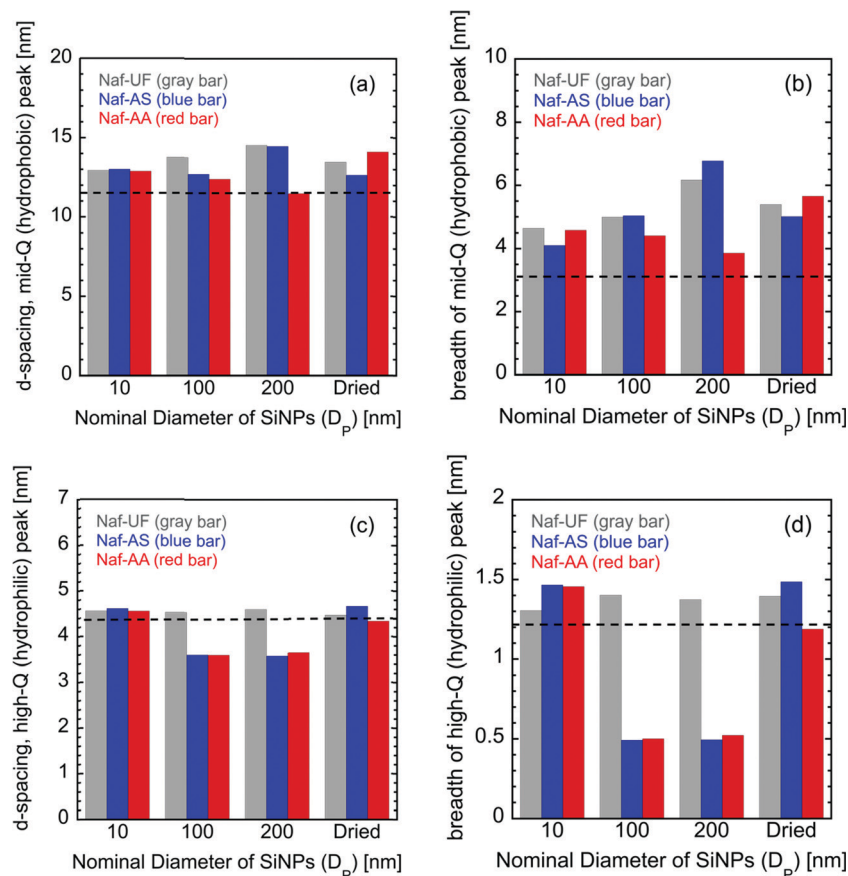 d-spacing, mid-Q (hydrophobic) peak [nm]
20
15
10
5
0
Naf-UF (gray bar)
Naf-AS (blue bar)
Naf-AA (red bar)
(a)
10 100 200 Dried
Nominal Diameter of SiNPs (D_P) [nm]
breadth of mid-Q (hydrophobic) peak [nm]
10
8
6
4
2
0
Naf-UF (gray bar)
Naf-AS (blue bar)
Naf-AA (red bar)
(b)
10 100 200 Dried
Nominal Diameter of SiNPs (D_P) [nm]
d-spacing, high-Q (hydrophilic) peak [nm]
7
6
5
4
3
2
1
0
Naf-UF (gray bar)
Naf-AS (blue bar)
Naf-AA (red bar)
(c)
10 100 200 Dried
Nominal Diameter of SiNPs (D_P) [nm]
breadth of high-Q (hydrophilic) peak [nm]
2
1.5
1
0.5
0
Naf-UF (gray bar)
Naf-AS (blue bar)
Naf-AA (red bar)
(d)
10 100 200 Dried
Nominal Diameter of SiNPs (D_P) [nm]